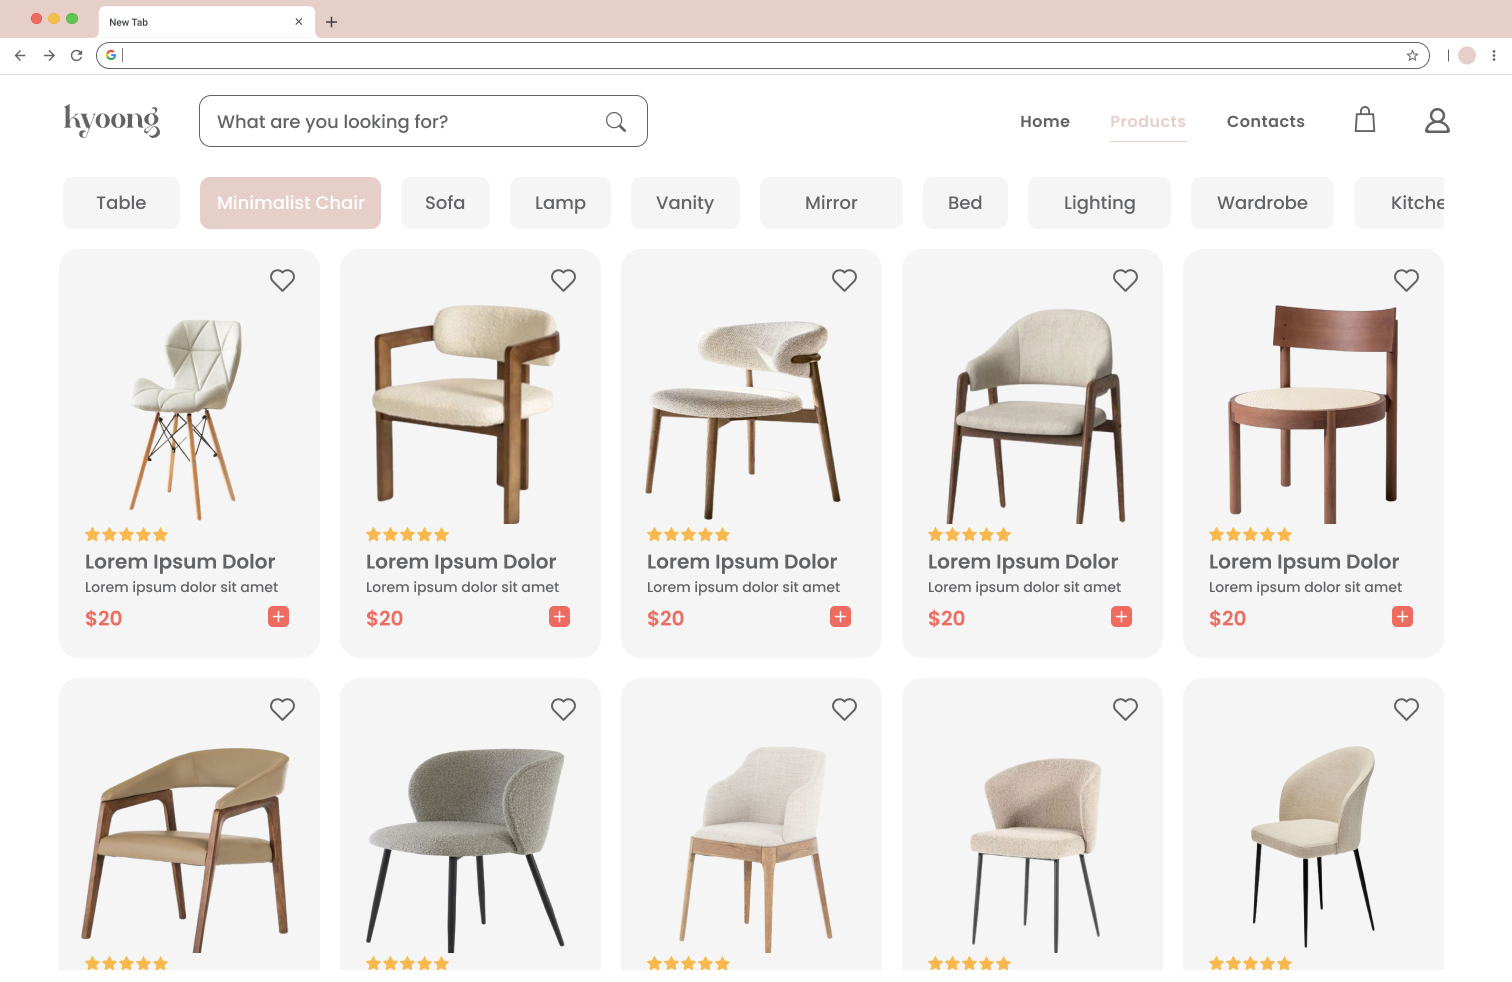 New Tab
kyoong
What are you looking for?
Home Products Contacts
Table Minimalist Chair Sofa Lamp Vanity Mirror Bed Lighting Wardrobe Kitche
Lorem Ipsum Dolor
Lorem ipsum dolor sit amet
$20
Lorem Ipsum Dolor
Lorem ipsum dolor sit amet
$20
Lorem Ipsum Dolor
Lorem ipsum dolor sit amet
$20
Lorem Ipsum Dolor
Lorem ipsum dolor sit amet
$20
Lorem Ipsum Dolor
Lorem ipsum dolor sit amet
$20